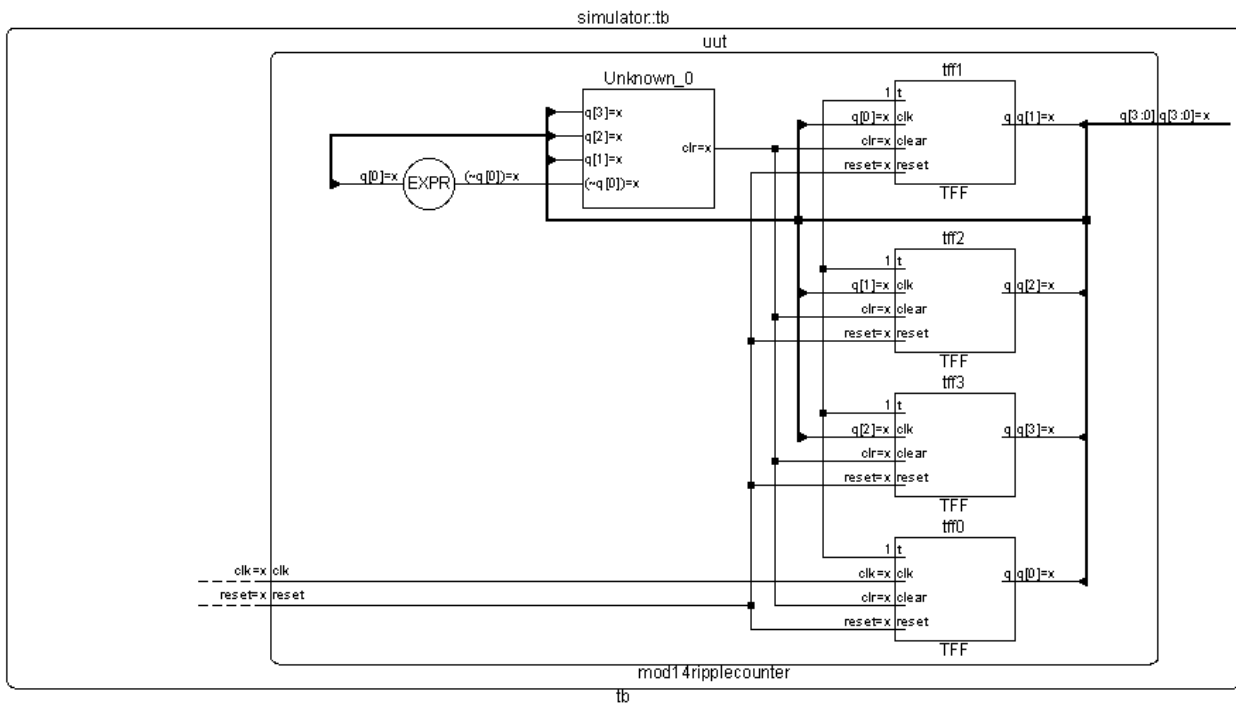 simulator::tb
uut
Unknown_0
q[3]=x
q[2]=x
q[1]=x
(~q[0])=x
clr=x
q[0]=x EXPR (~q[0])=x
tff1
1 t
q[0]=x clk
clr=x clear
reset=x reset
q q[1]=x
TFF
q[3:0] q[3:0]=x
tff2
1 t
q[1]=x clk
clr=x clear
reset=x reset
q q[2]=x
TFF
tff3
1 t
q[2]=x clk
clr=x clear
reset=x reset
q q[3]=x
TFF
tff0
1 t
clk=x clk
clr=x clear
reset=x reset
q q[0]=x
TFF
clk=x clk
reset=x reset
mod14ripplecounter
tb